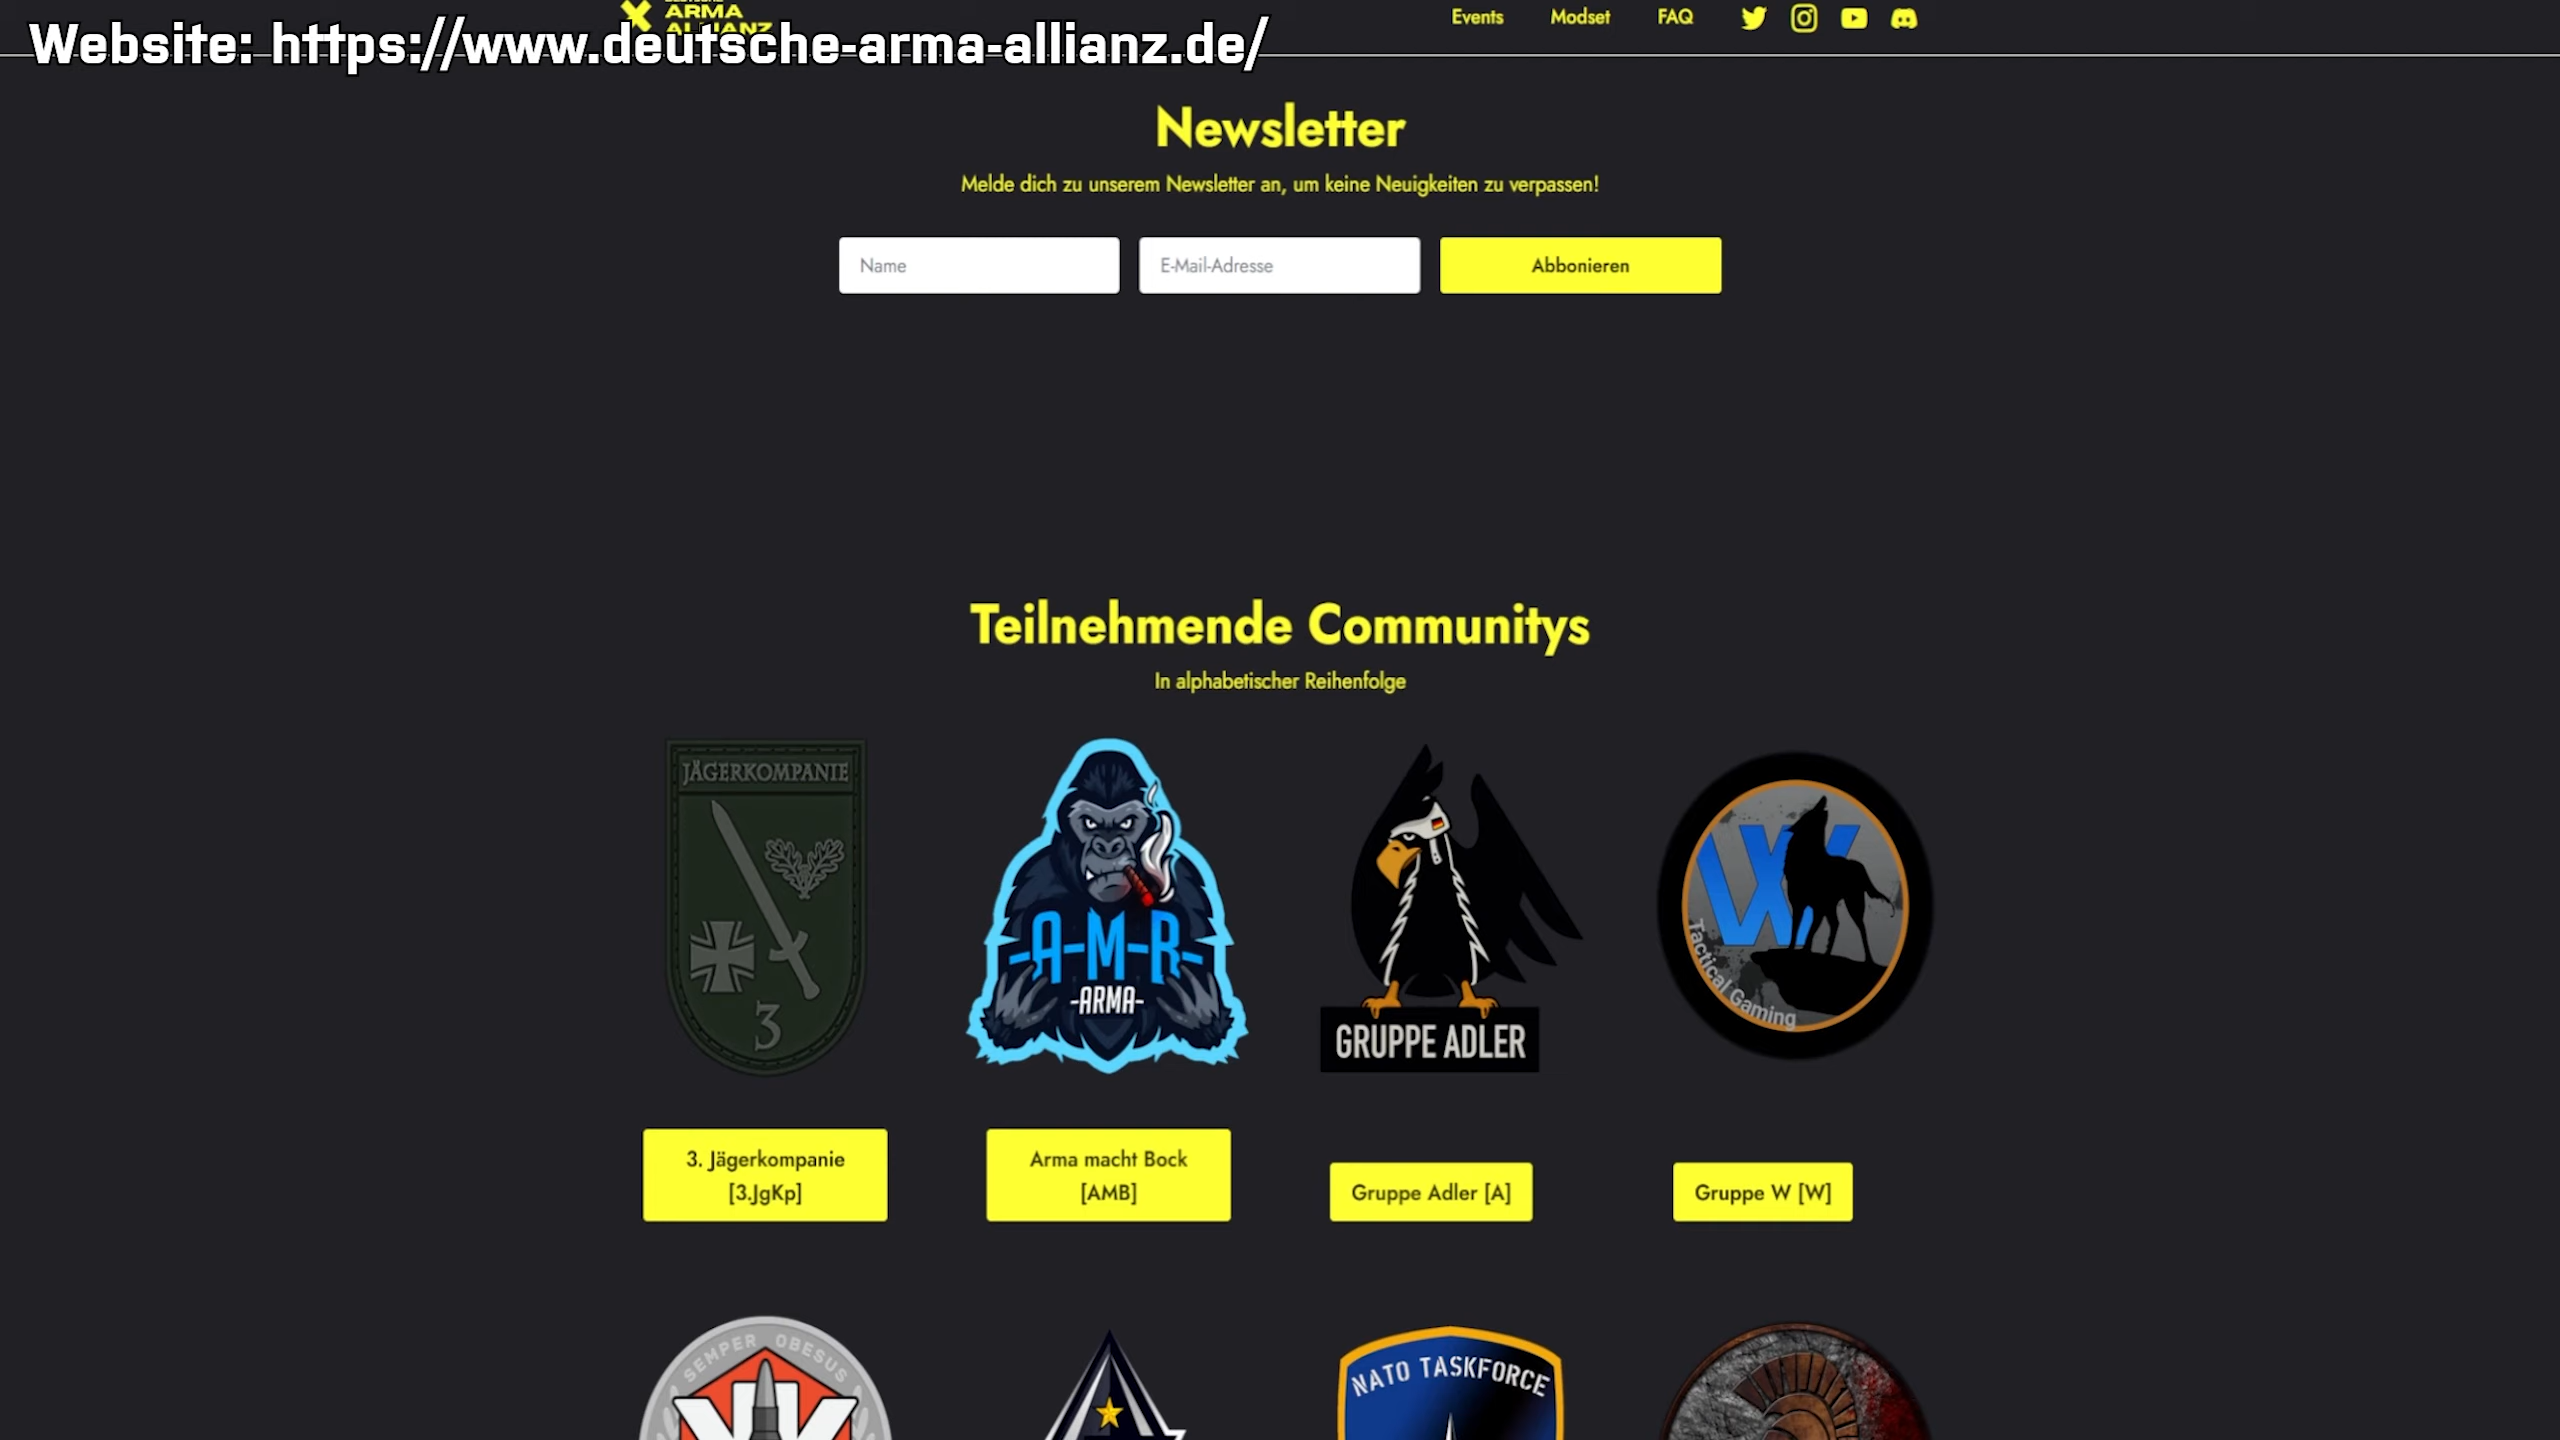 ARMA
ALLIANZ
Events
Modset
FAQ
Website: https://www.deutsche-arma-allianz.de/
Newsletter
Melde dich zu unserem Newsletter an, um keine Neuigkeiten zu verpassen!
Name
E-Mail-Adresse
Abbonieren
Teilnehmende Communitys
In alphabetischer Reihenfolge
JÄGERKOMPANIE
3
-A-M-B-
-ARMA-
GRUPPE ADLER
W
Tactical Gaming
3. Jägerkompanie
[3.JgKp]
Arma macht Bock
[AMB]
Gruppe Adler [A]
Gruppe W [W]
SEMPER OBESUS
NATO TASKFORCE